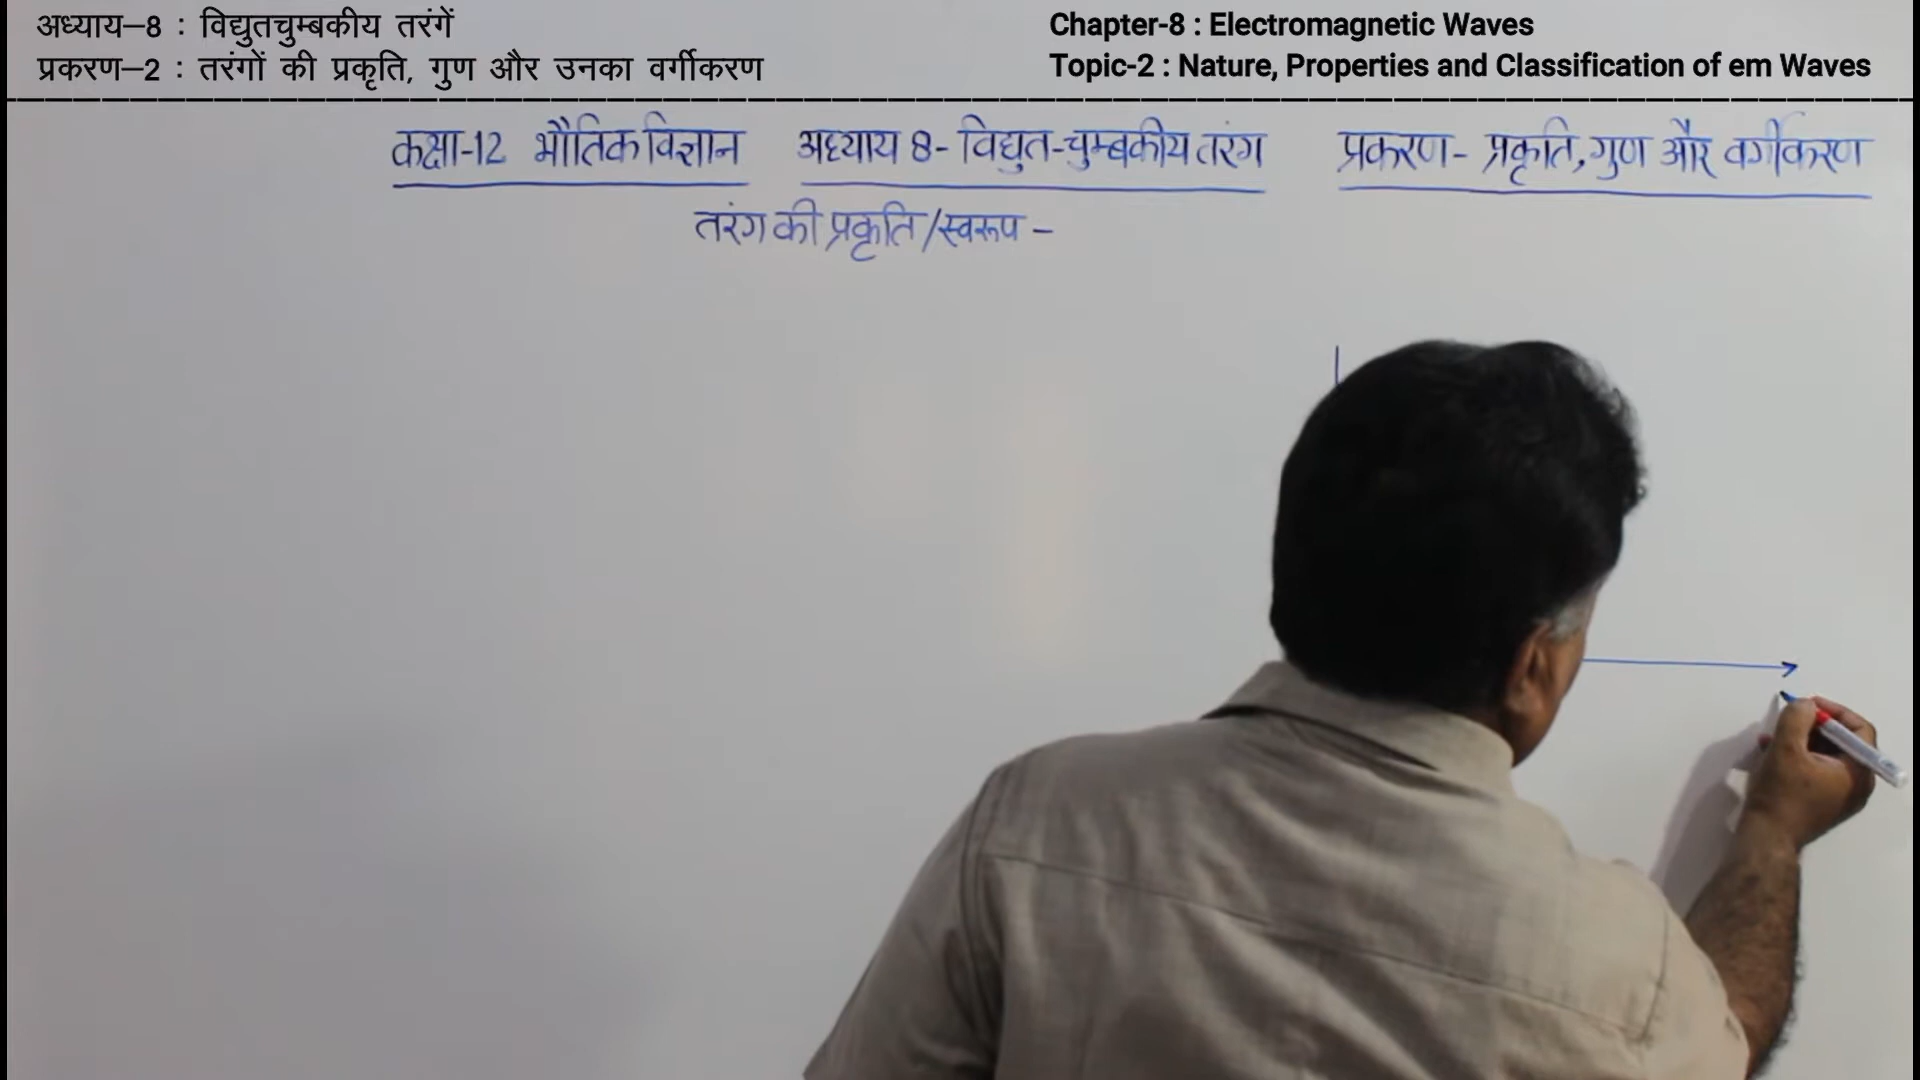 अध्याय–8 : विद्युतचुम्बकीय तरंगें
प्रकरण–2 : तरंगों की प्रकृति, गुण और उनका वर्गीकरण
Chapter-8 : Electromagnetic Waves
Topic-2 : Nature, Properties and Classification of em Waves
कक्षा-12 भौतिक विज्ञान अध्याय 8- विद्युत-चुम्बकीय तरंग प्रकरण- प्रकृति, गुण और वर्गीकरण
तरंग की प्रकृति/स्वरूप –